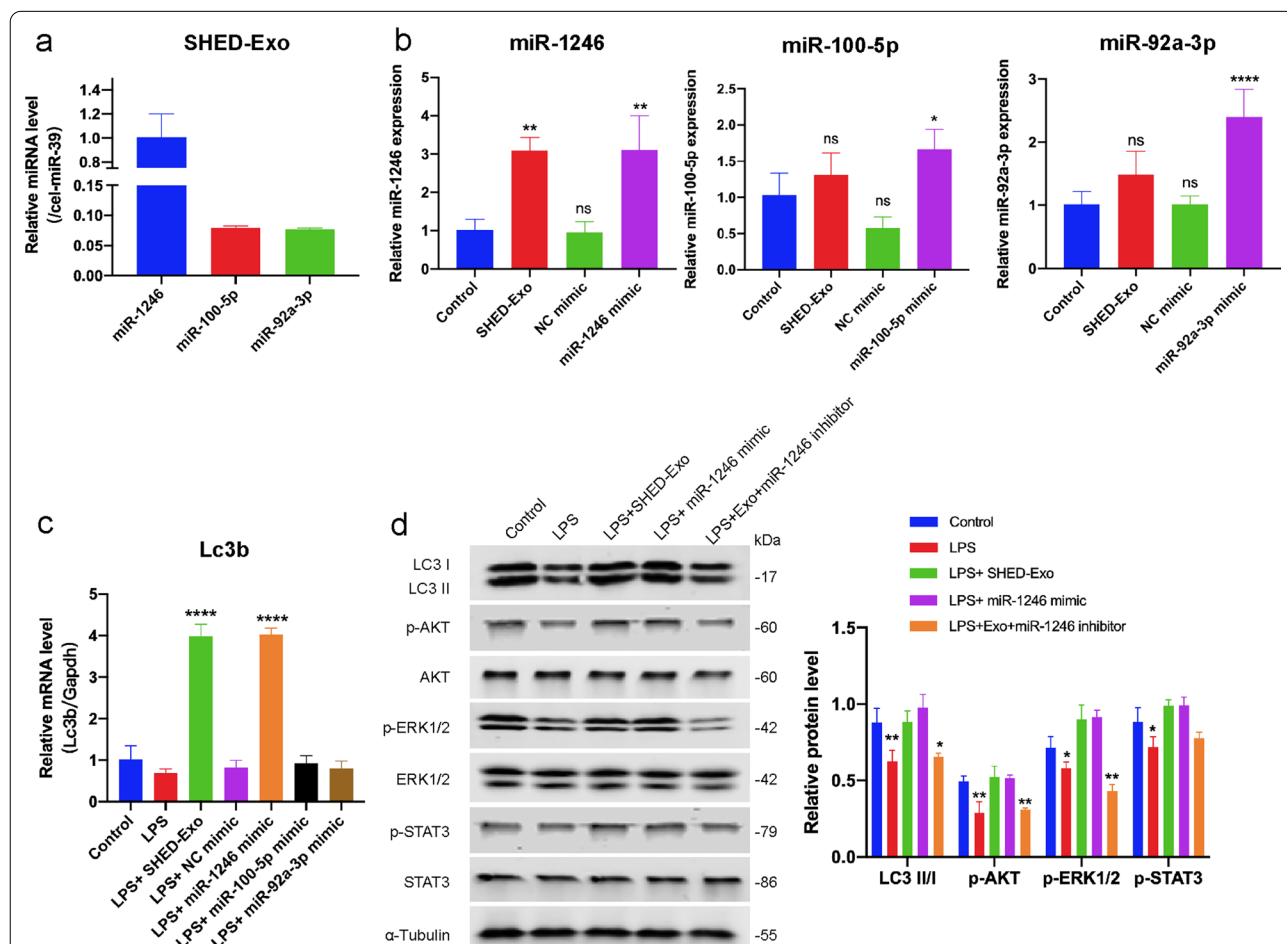 a
SHED-Exo
Relative miRNA level
(/cel-miR-39)
1.2
1.0
0.8
0.6
0.15
0.10
0.05
0.00
miR-1246
miR-100-5p
miR-92a-3p
b
miR-1246
Relative miR-1246 expression
5
4
3
2
1
0
**
ns
**
Control
SHED-Exo
NC mimic
miR-1246 mimic
miR-100-5p
Relative miR-100-5p expression
2.5
2.0
1.5
1.0
0.5
0.0
ns
ns
*
Control
SHED-Exo
NC mimic
miR-100-5p mimic
miR-92a-3p
Relative miR-92a-3p expression
3
2
1
0
ns
ns
****
Control
SHED-Exo
NC mimic
miR-92a-3p mimic
c
Lc3b
Relative mRNA level
(Lc3b/Gapdh)
5
4
3
2
1
0
****
****
Control
LPS
LPS+ SHED-Exo
LPS+ NC mimic
LPS+ miR-1246 mimic
LPS+ miR-100-5p mimic
LPS+ miR-92a-3p mimic
d
Control
LPS
LPS+SHED-Exo
LPS+ miR-1246 mimic
LPS+Exo+miR-1246 inhibitor
kDa
LC3 I
LC3 II
-17
p-AKT
-60
AKT
-60
p-ERK1/2
-42
ERK1/2
-42
p-STAT3
-79
STAT3
-86
α-Tubulin
-55
Control
LPS
LPS+ SHED-Exo
LPS+ miR-1246 mimic
LPS+Exo+miR-1246 inhibitor
Relative protein level
1.5
1.0
0.5
0.0
**
*
**
**
*
**
*
LC3 II/I
p-AKT
p-ERK1/2
p-STAT3